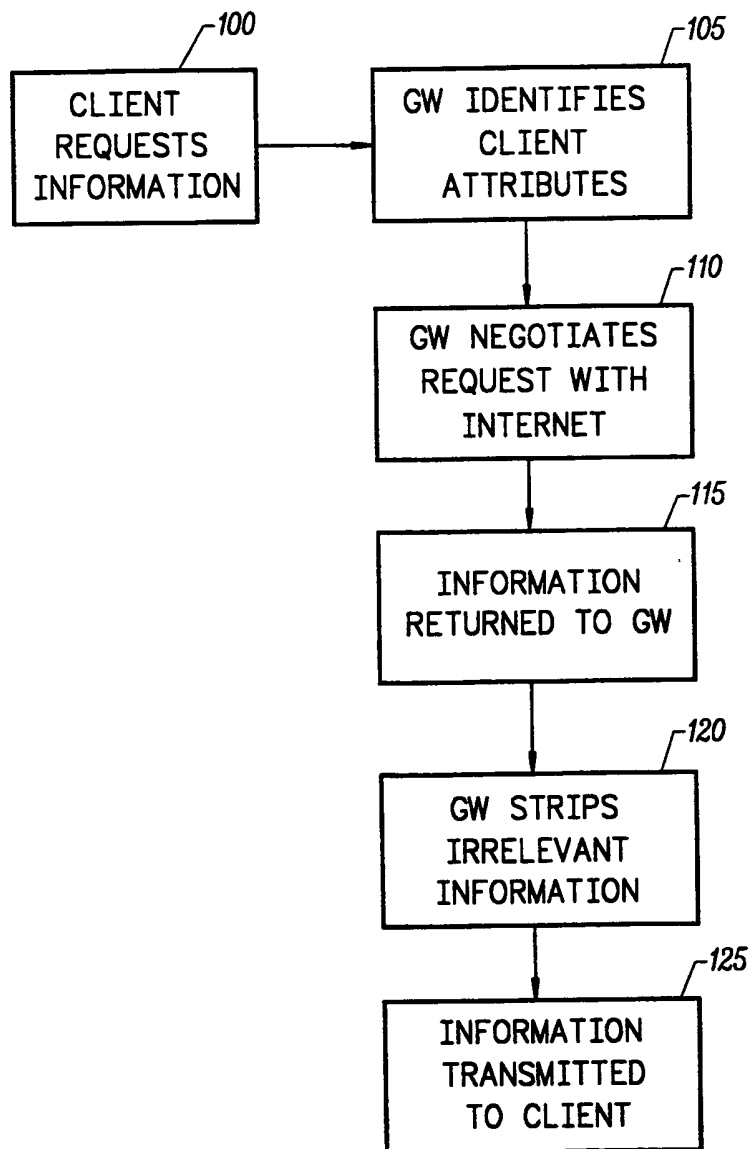 100
CLIENT
REQUESTS
INFORMATION
105
GW IDENTIFIES
CLIENT
ATTRIBUTES
110
GW NEGOTIATES
REQUEST WITH
INTERNET
115
INFORMATION
RETURNED TO GW
120
GW STRIPS
IRRELEVANT
INFORMATION
125
INFORMATION
TRANSMITTED
TO CLIENT